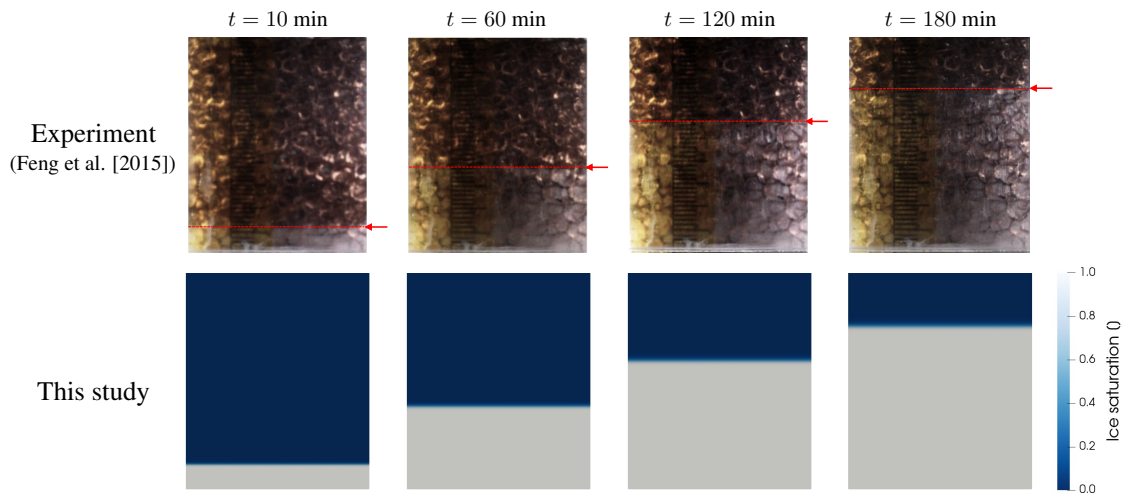 t = 10 min
t = 60 min
t = 120 min
t = 180 min
Experiment
(Feng et al. [2015])
This study
1.0
0.8
0.6
0.4
0.2
0.0
Ice saturation ()